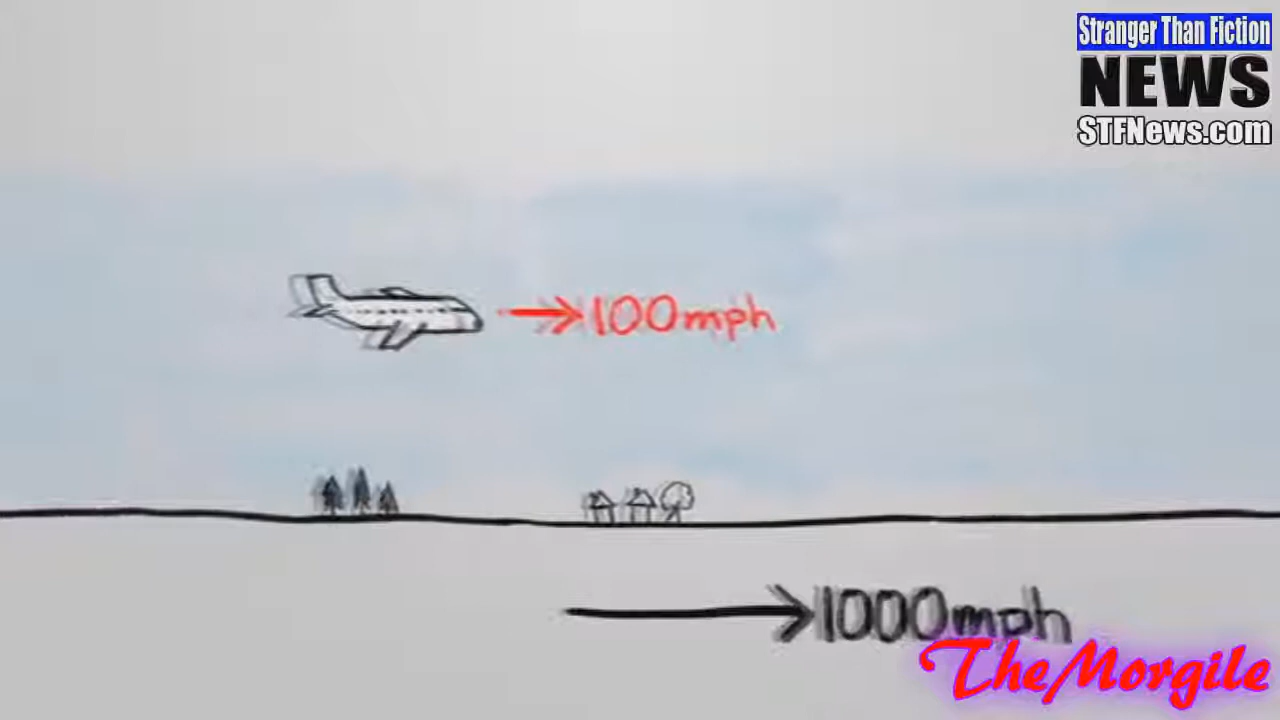 Stranger Than Fiction
NEWS
STFNews.com
100mph
1000mph
TheMorgile